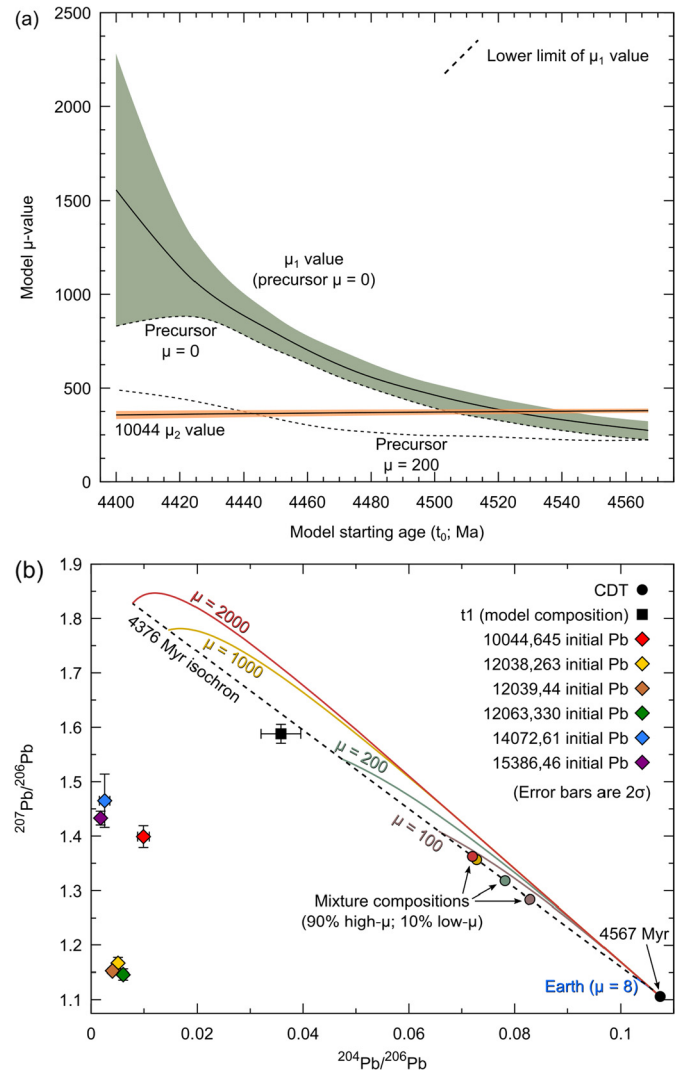 (a)
2500
2000
1500
1000
500
0
Model μ-value
Lower limit of μ₁ value
μ₁ value
(precursor μ = 0)
Precursor
μ = 0
10044 μ₂ value
Precursor
μ = 200
4400 4420 4440 4460 4480 4500 4520 4540 4560
Model starting age (t₀; Ma)
(b)
1.9
1.8
1.7
1.6
1.5
1.4
1.3
1.2
1.1
²⁰⁷Pb/²⁰⁶Pb
CDT
t1 (model composition)
10044,645 initial Pb
12038,263 initial Pb
12039,44 initial Pb
12063,330 initial Pb
14072,61 initial Pb
15386,46 initial Pb
(Error bars are 2σ)
μ = 2000
μ = 1000
4376 Myr isochron
μ = 200
μ = 100
Mixture compositions
(90% high-μ; 10% low-μ)
4567 Myr
Earth (μ = 8)
0 0.02 0.04 0.06 0.08 0.1
²⁰⁴Pb/²⁰⁶Pb